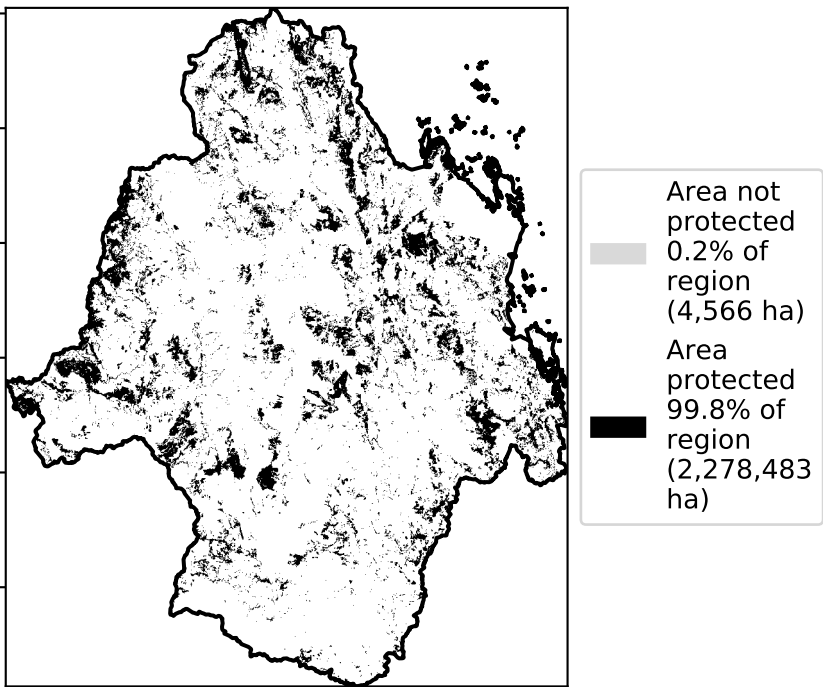 Area not
protected
0.2% of
region
(4,566 ha)
Area
protected
99.8% of
region
(2,278,483
ha)